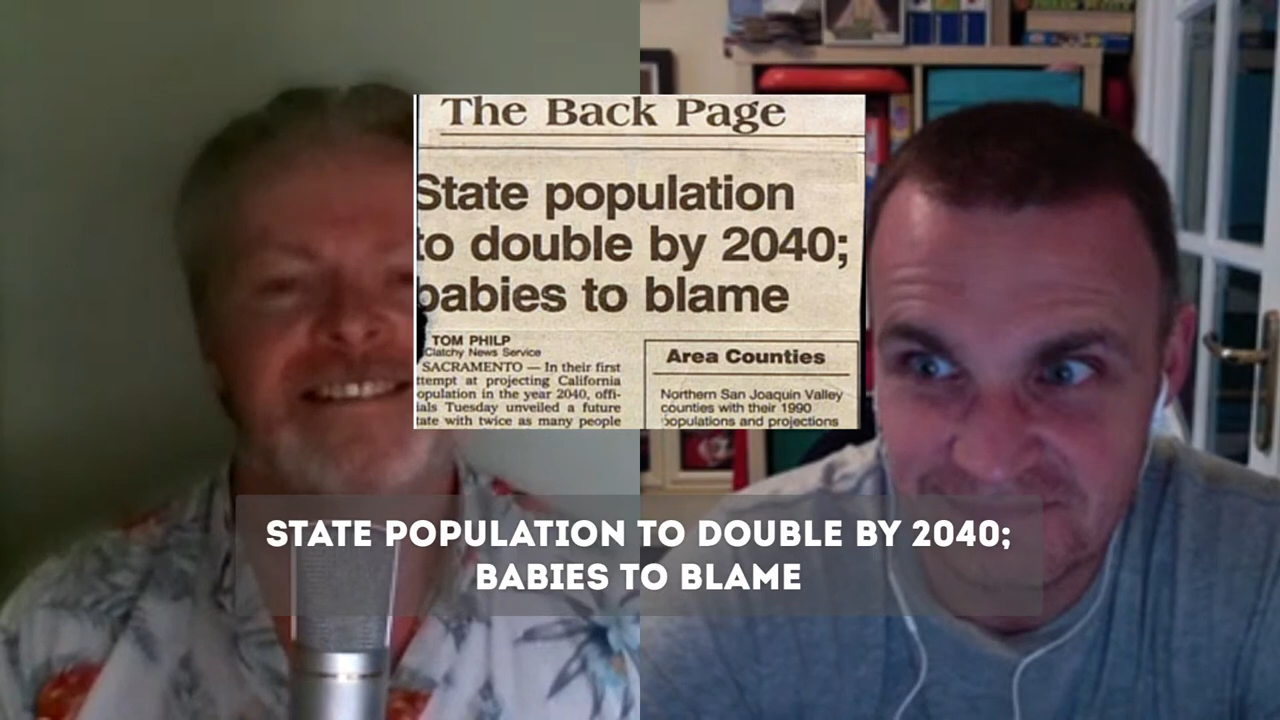 The Back Page
State population
to double by 2040;
babies to blame
TOM PHILP
Clatchy News Service
SACRAMENTO — In their first
ttempt at projecting California
opulation in the year 2040, offi-
ials Tuesday unveiled a future
tate with twice as many people
Area Counties
Northern San Joaquin Valley
counties with their 1990
populations and projections
STATE POPULATION TO DOUBLE BY 2040;
BABIES TO BLAME